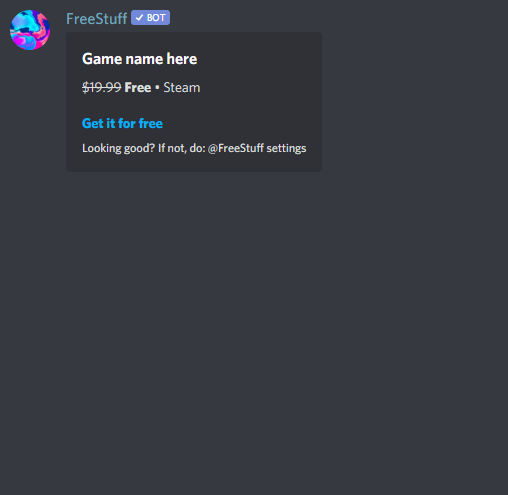 FreeStuff ✓ BOT
Game name here
$19.99 Free • Steam
Get it for free
Looking good? If not, do: @FreeStuff settings